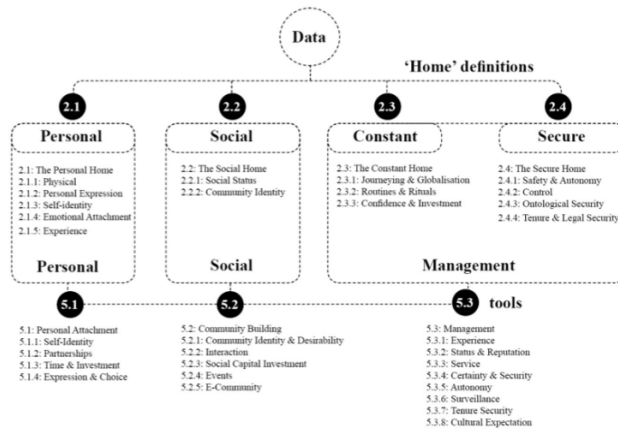 Data
‘Home’ definitions
2.1
2.2
2.3
2.4
Personal
Social
Constant
Secure
2.1: The Personal Home
2.1.1: Physical
2.1.2: Personal Expression
2.1.3: Self-identity
2.1.4: Emotional Attachment
2.1.5: Experience
2.2: The Social Home
2.2.1: Social Status
2.2.2: Community Identity
2.3: The Constant Home
2.3.1: Journeying & Globalisation
2.3.2: Routines & Rituals
2.3.3: Confidence & Investment
2.4: The Secure Home
2.4.1: Safety & Autonomy
2.4.2: Control
2.4.3: Ontological Security
2.4.4: Tenure & Legal Security
Personal
Social
Management
5.1
5.2
5.3
tools
5.1: Personal Attachment
5.1.1: Self-Identity
5.1.2: Partnerships
5.1.3: Time & Investment
5.1.4: Expression & Choice
5.2: Community Building
5.2.1: Community Identity & Desirability
5.2.2: Interaction
5.2.3: Social Capital Investment
5.2.4: Events
5.2.5: E-Community
5.3: Management
5.3.1: Experience
5.3.2: Status & Reputation
5.3.3: Service
5.3.4: Certainty & Security
5.3.5: Autonomy
5.3.6: Surveillance
5.3.7: Tenure Security
5.3.8: Cultural Expectation